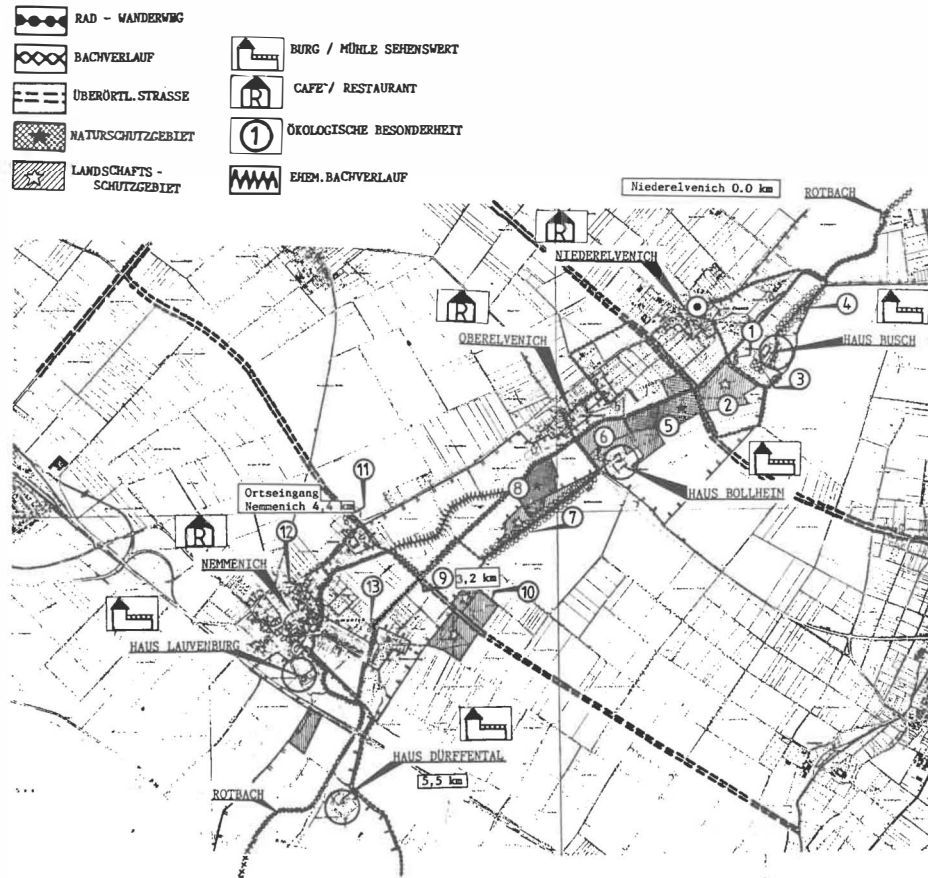 RAD - WANDERWEG
BACHVERLAUF
ÜBERÖRTL.STRASSE
NATURSCHUTZGEBIET
LANDSCHAFTS -
SCHUTZGEBIET
BURG / MÜHLE SEHENSWERT
R
CAFE / RESTAURANT
1
ÖKOLOGISCHE BESONDERHEIT
EHEM.BACHVERLAUF
Niederelvenich 0.0 km
ROTBACH
R
NIEDERELVENICH
4
R
1
OBERELVENICH
HAUS BUSCH
3
2
5
6
HAUS BOLLHEIM
11
8
Ortseingang
Nemmenich 4,4 km
7
R
12
NEMMENICH
9
3,2 km
10
13
HAUS LAUVENBURG
HAUS DÜRFFENTAL
5,5 km
ROTBACH